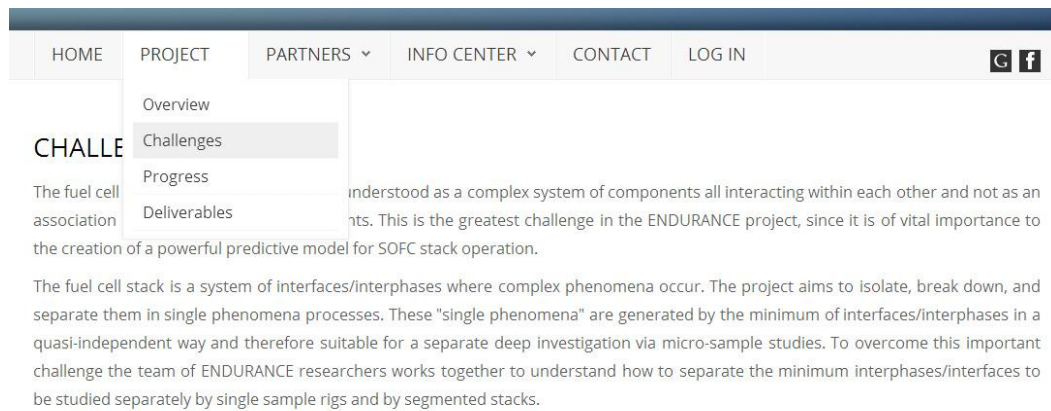 HOME PROJECT PARTNERS INFO CENTER CONTACT LOG IN G f
Overview
Challenges
Progress
Deliverables
CHALLE
The fuel cell understood as a complex system of components all interacting within each other and not as an
association nts. This is the greatest challenge in the ENDURANCE project, since it is of vital importance to
the creation of a powerful predictive model for SOFC stack operation.
The fuel cell stack is a system of interfaces/interphases where complex phenomena occur. The project aims to isolate, break down, and
separate them in single phenomena processes. These "single phenomena" are generated by the minimum of interfaces/interphases in a
quasi-independent way and therefore suitable for a separate deep investigation via micro-sample studies. To overcome this important
challenge the team of ENDURANCE researchers works together to understand how to separate the minimum interphases/interfaces to
be studied separately by single sample rigs and by segmented stacks.